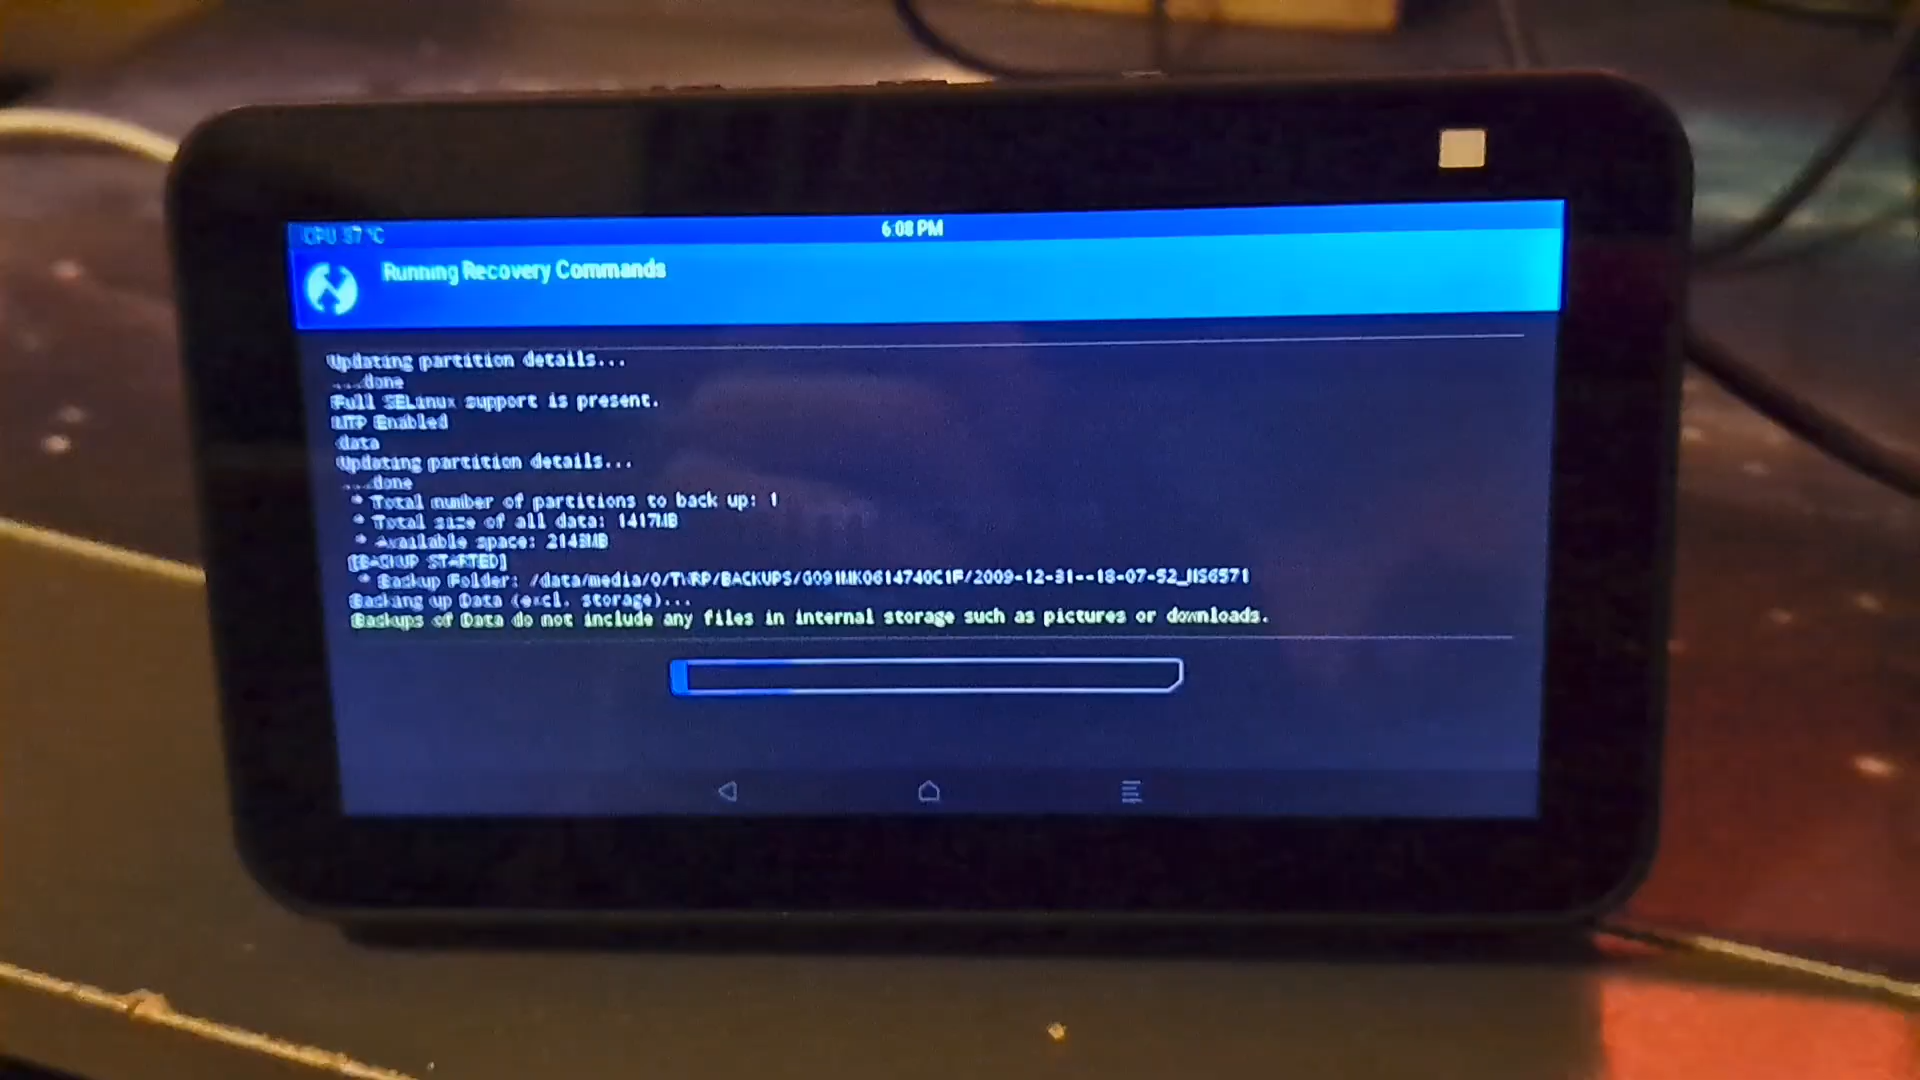 CPU 37 °C
6:08 PM
Running Recovery Commands
Updating partition details...
...done
Full SELinux support is present.
MTP Enabled
data
Updating partition details...
...done
* Total number of partitions to back up: 1
* Total size of all data: 1417MB
* Available space: 2143MB
[BACKUP STARTED]
* Backup Folder: /data/media/0/TWRP/BACKUPS/G091MK0614740C1F/2009-12-31--18-07-52_
Backing up Data (excl. storage)...
Backups of Data do not include any files in internal storage such as pictures or downloads.